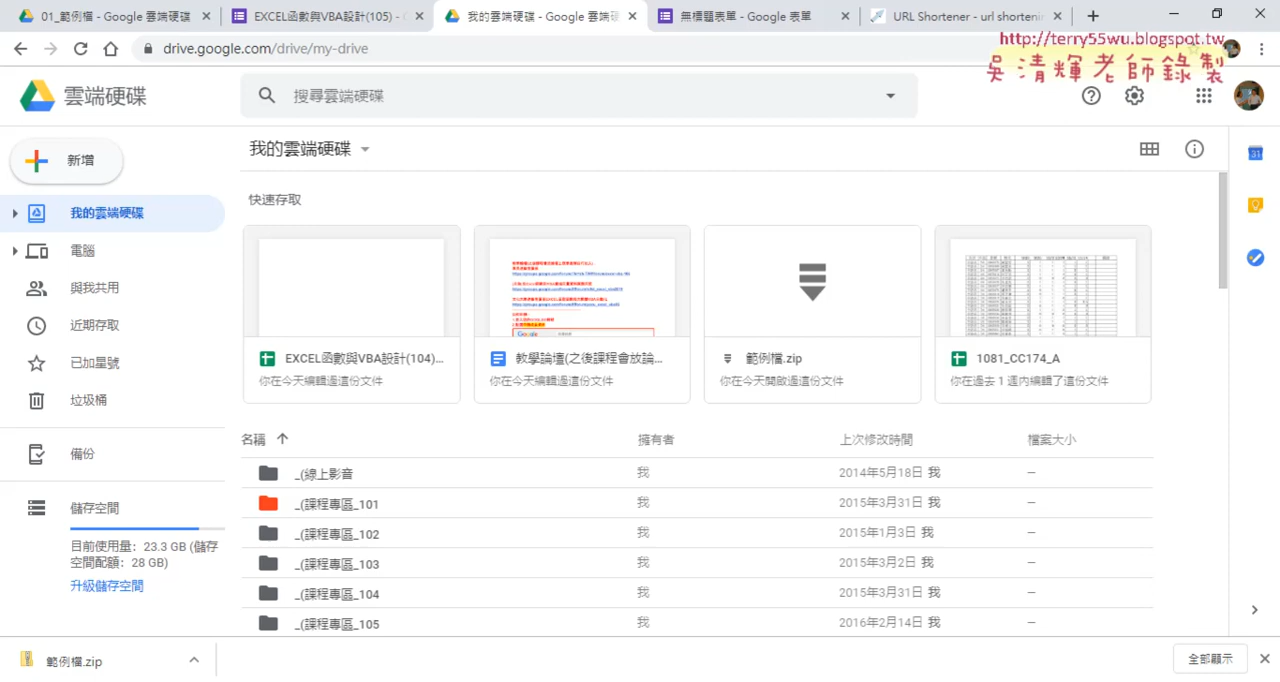 01_範例檔 - Google 雲端硬碟
EXCEL函數與VBA設計(105) - G
我的雲端硬碟 - Google 雲端硬
無標題表單 - Google 表單
URL Shortener - url shortenin
http://terry55wu.blogspot.tw
吳清輝老師錄製
drive.google.com/drive/my-drive
雲端硬碟
搜尋雲端硬碟
新增
我的雲端硬碟
電腦
與我共用
近期存取
已加星號
垃圾桶
備份
儲存空間
目前使用量: 23.3 GB (儲存
空間配額: 28 GB)
升級儲存空間
我的雲端硬碟
31
快速存取
EXCEL函數與VBA設計(104)...
你在今天編輯過這份文件
Google
教學論壇(之後課程會放論...
你在今天編輯過這份文件
範例檔.zip
你在今天開啟過這份文件
1081_CC174_A
你在過去 1 週內編輯了這份文件
名稱 擁有者 上次修改時間 檔案大小
_(線上影音 我 2014年5月18日 我 –
_(課程專區_101 我 2015年3月31日 我 –
_(課程專區_102 我 2015年1月3日 我 –
_(課程專區_103 我 2015年3月2日 我 –
_(課程專區_104 我 2015年3月31日 我 –
_(課程專區_105 我 2016年2月14日 我 –
範例檔.zip
全部顯示